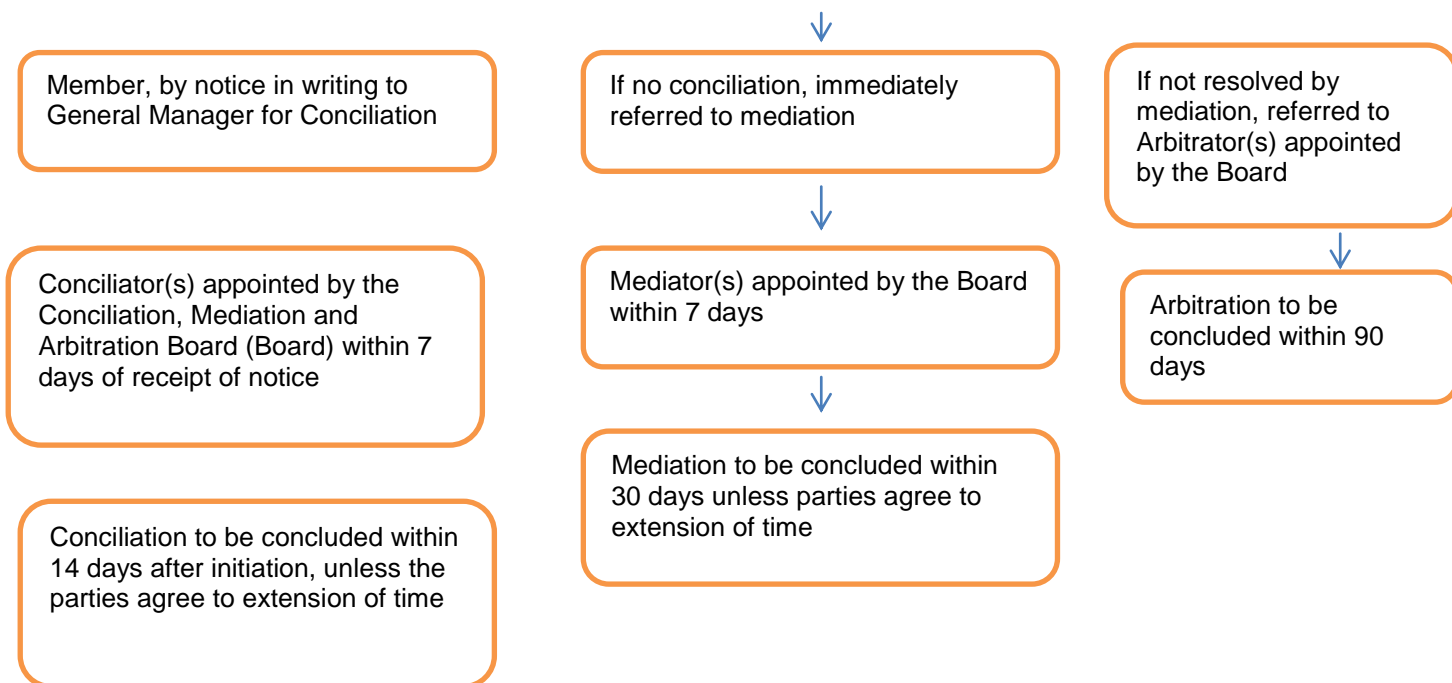 Member, by notice in writing to
General Manager for Conciliation
Conciliator(s) appointed by the
Conciliation, Mediation and
Arbitration Board (Board) within 7
days of receipt of notice
Conciliation to be concluded within
14 days after initiation, unless the
parties agree to extension of time
If no conciliation, immediately
referred to mediation
Mediator(s) appointed by the Board
within 7 days
Mediation to be concluded within
30 days unless parties agree to
extension of time
If not resolved by
mediation, referred to
Arbitrator(s) appointed
by the Board
Arbitration to be
concluded within 90
days